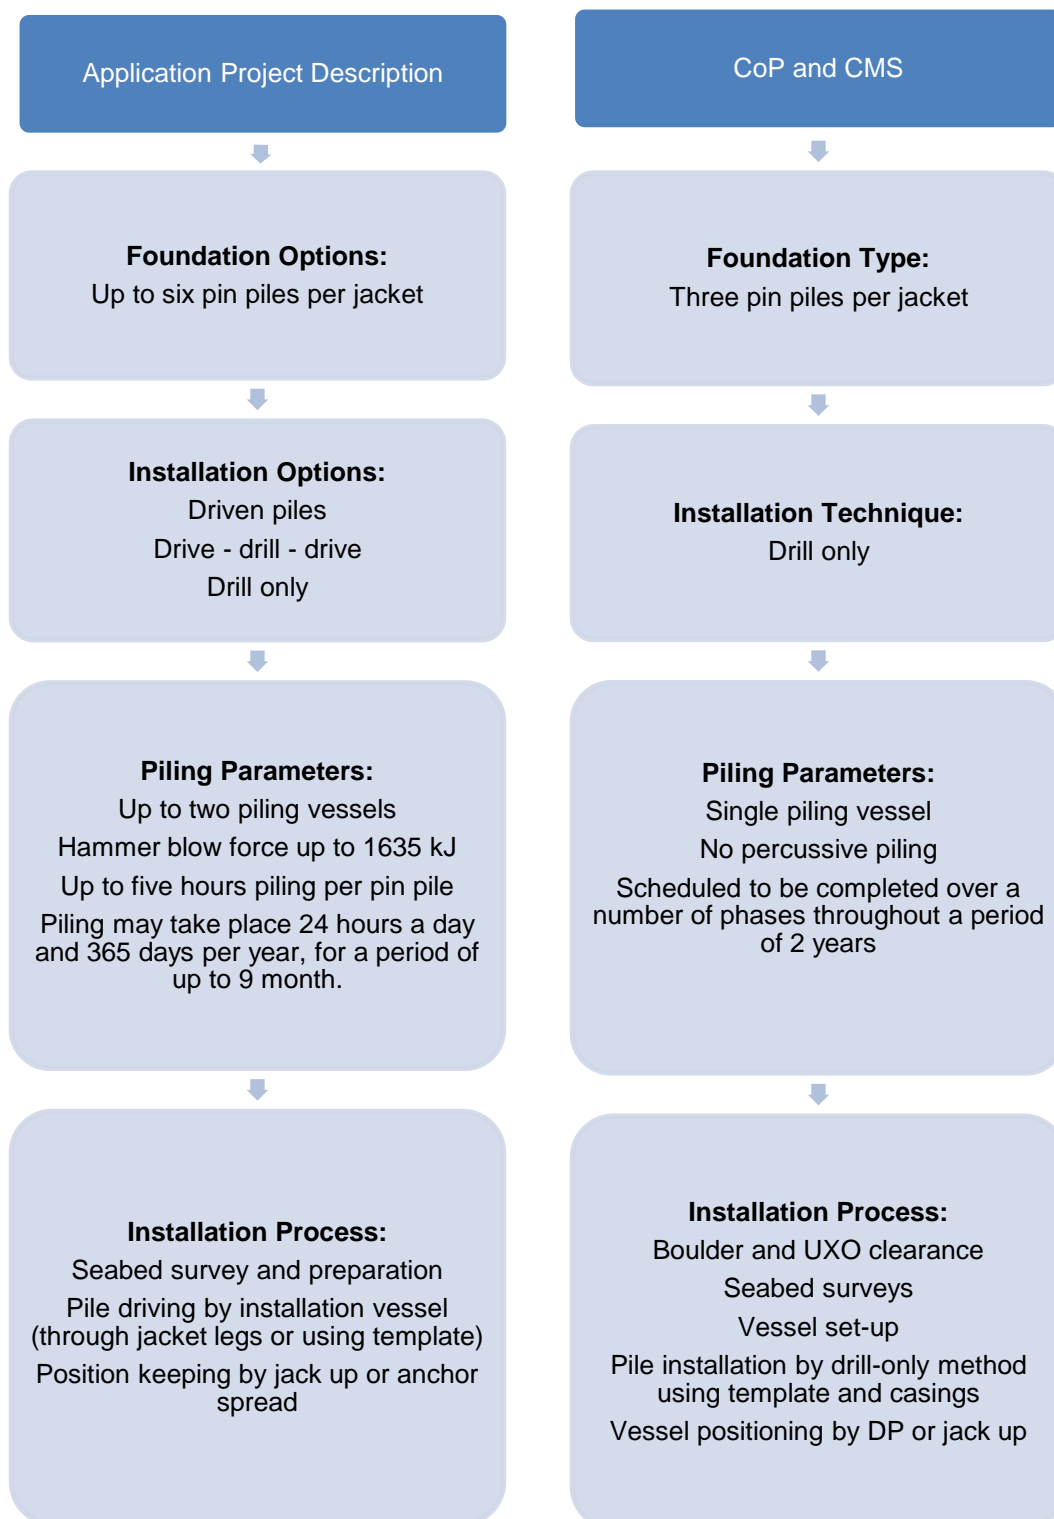 Application Project Description
Foundation Options:
Up to six pin piles per jacket
Installation Options:
Driven piles
Drive - drill - drive
Drill only
Piling Parameters:
Up to two piling vessels
Hammer blow force up to 1635 kJ
Up to five hours piling per pin pile
Piling may take place 24 hours a day
and 365 days per year, for a period of
up to 9 month.
Installation Process:
Seabed survey and preparation
Pile driving by installation vessel
(through jacket legs or using template)
Position keeping by jack up or anchor
spread
CoP and CMS
Foundation Type:
Three pin piles per jacket
Installation Technique:
Drill only
Piling Parameters:
Single piling vessel
No percussive piling
Scheduled to be completed over a
number of phases throughout a period
of 2 years
Installation Process:
Boulder and UXO clearance
Seabed surveys
Vessel set-up
Pile installation by drill-only method
using template and casings
Vessel positioning by DP or jack up